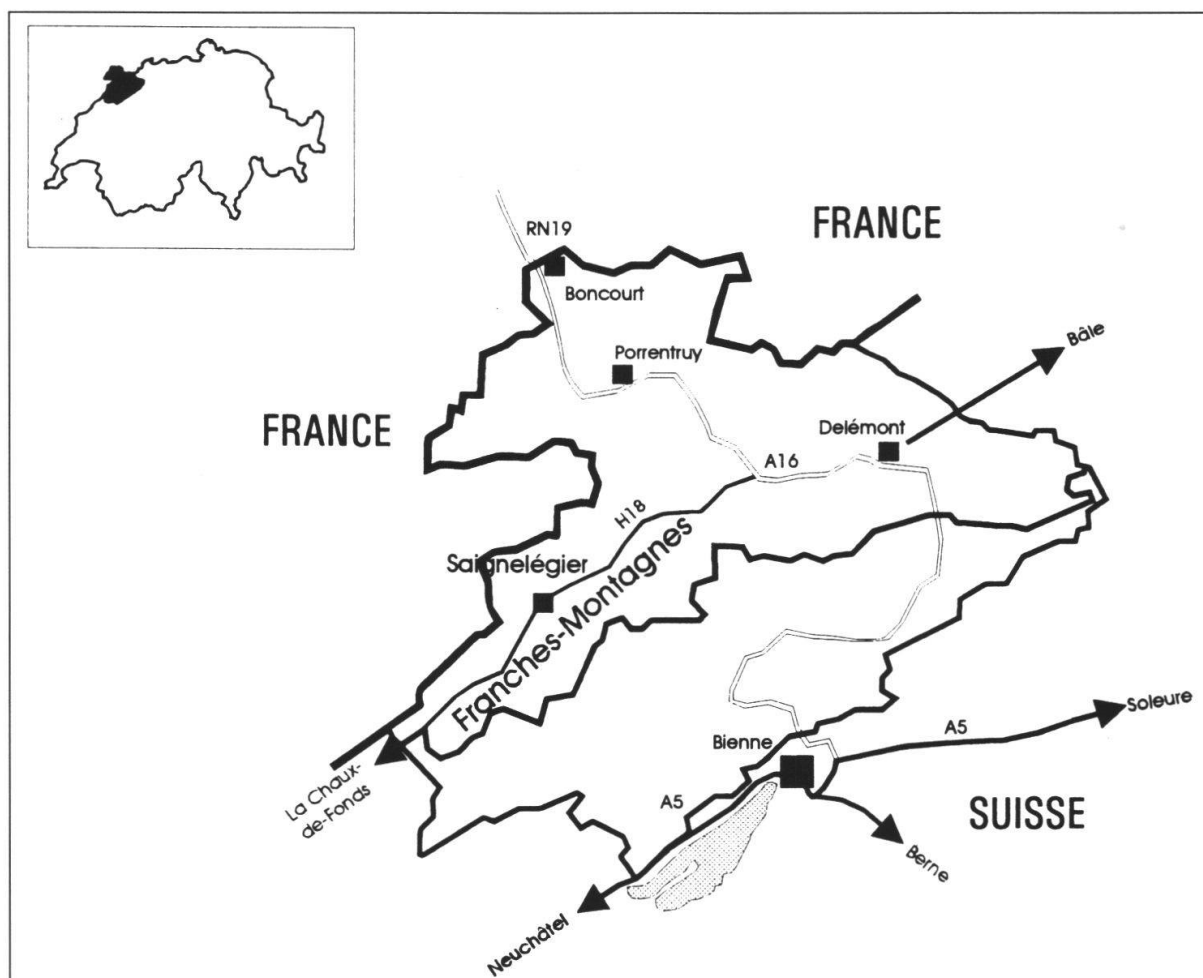 RN19
FRANCE
Boncourt
Porrentruy
Bâle
FRANCE
Delémont
A16
H18
Saignelégier
Franches-Montagnes
Soleure
A5
Bienne
La Chaux-
de-Fonds
A5
SUISSE
Berne
Neuchâtel